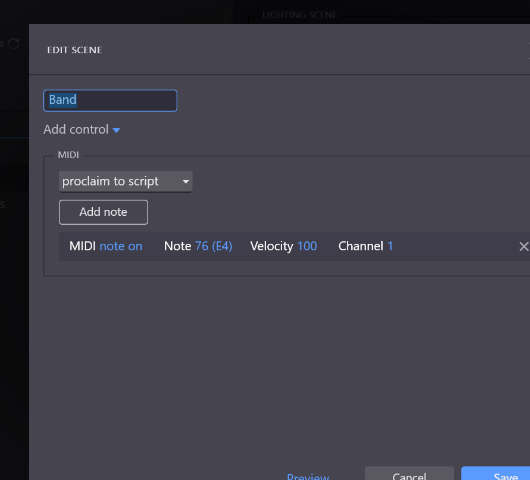 LIGHTING SCENE
EDIT SCENE
Band
Add control
MIDI
proclaim to script
Add note
MIDI note on Note 76 (E4) Velocity 100 Channel 1
Preview Cancel Save